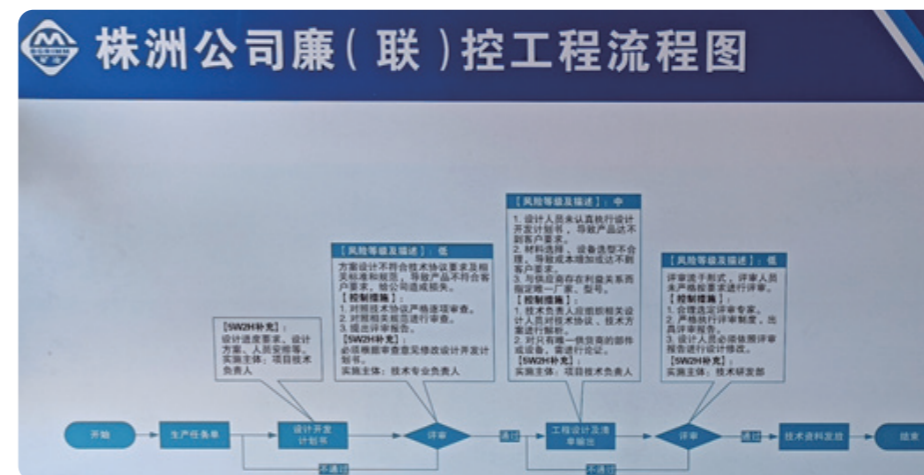 株洲公司廉(联)控工程流程图
【5W2H补充】:
设计进度要求、设计
方案、人员安排等。
实施主体:项目技术
负责人
【风险等级及描述】:低
方案设计不符合技术协议要求及相
关标准和规范,导致产品不符合客
户要求,给公司造成损失。
【控制措施】:
1. 对照技术协议严格逐项审查。
2. 对照相关规范进行审查。
3. 提出评审报告。
【5W2H补充】:
必须根据审查意见修改设计开发计
划书。
实施主体:技术专业负责人
【风险等级及描述】:中
1. 设计人员未认真执行设计
开发计划书,导致产品达不
到客户要求。
2. 材料选择、设备选型不合
理,导致成本增加或达不到
客户要求。
3. 与供应商存在利益关系而
指定唯一厂家、型号。
【控制措施】:
1. 技术负责人应组织相关设
计人员对技术协议、技术方
案进行解析。
2. 对只有唯一供货商的部件
或设备,需进行论证。
【5W2H补充】:
实施主体:项目技术负责人
【风险等级及描述】:低
评审流于形式,评审人员
未严格按要求进行评审。
【控制措施】:
1. 合理选定评审专家。
2. 严格执行评审制度,出
具评审报告。
3. 设计人员必须依照评审
报告进行设计修改。
【5W2H补充】:
实施主体:技术研发部
开始
生产任务单
设计开发
计划书
评审
通过
工程设计及清
单输出
评审
通过
技术资料发放
结束
不通过
不通过